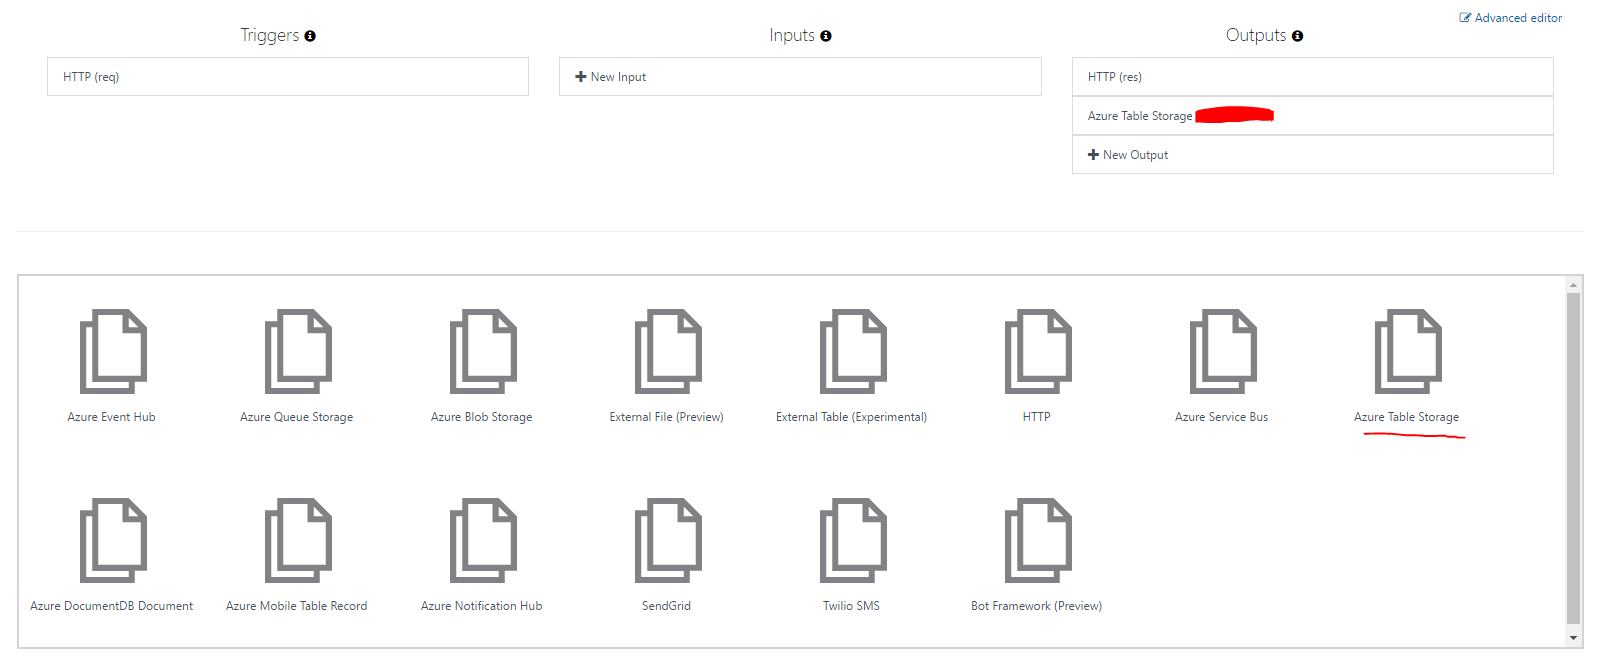 Advanced editor
Triggers
Inputs
Outputs
HTTP (req)
New Input
HTTP (res)
Azure Table Storage
New Output
Azure Event Hub
Azure Queue Storage
Azure Blob Storage
External File (Preview)
External Table (Experimental)
HTTP
Azure Service Bus
Azure Table Storage
Azure DocumentDB Document
Azure Mobile Table Record
Azure Notification Hub
SendGrid
Twilio SMS
Bot Framework (Preview)